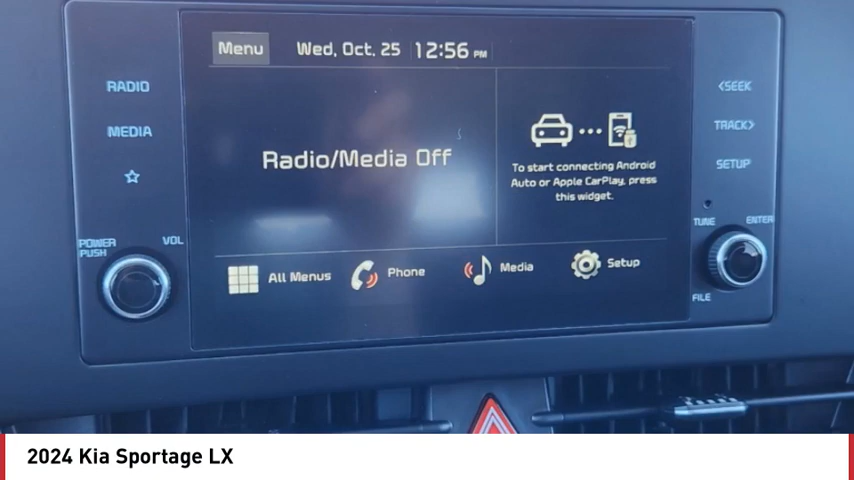 Menu Wed, Oct. 25 12:56 PM
RADIO
MEDIA
POWER PUSH VOL
Radio/Media Off
To start connecting Android
Auto or Apple CarPlay, press
this widget.
All Menus Phone Media Setup
<SEEK
TRACK>
SETUP
TUNE ENTER
FILE
2024 Kia Sportage LX